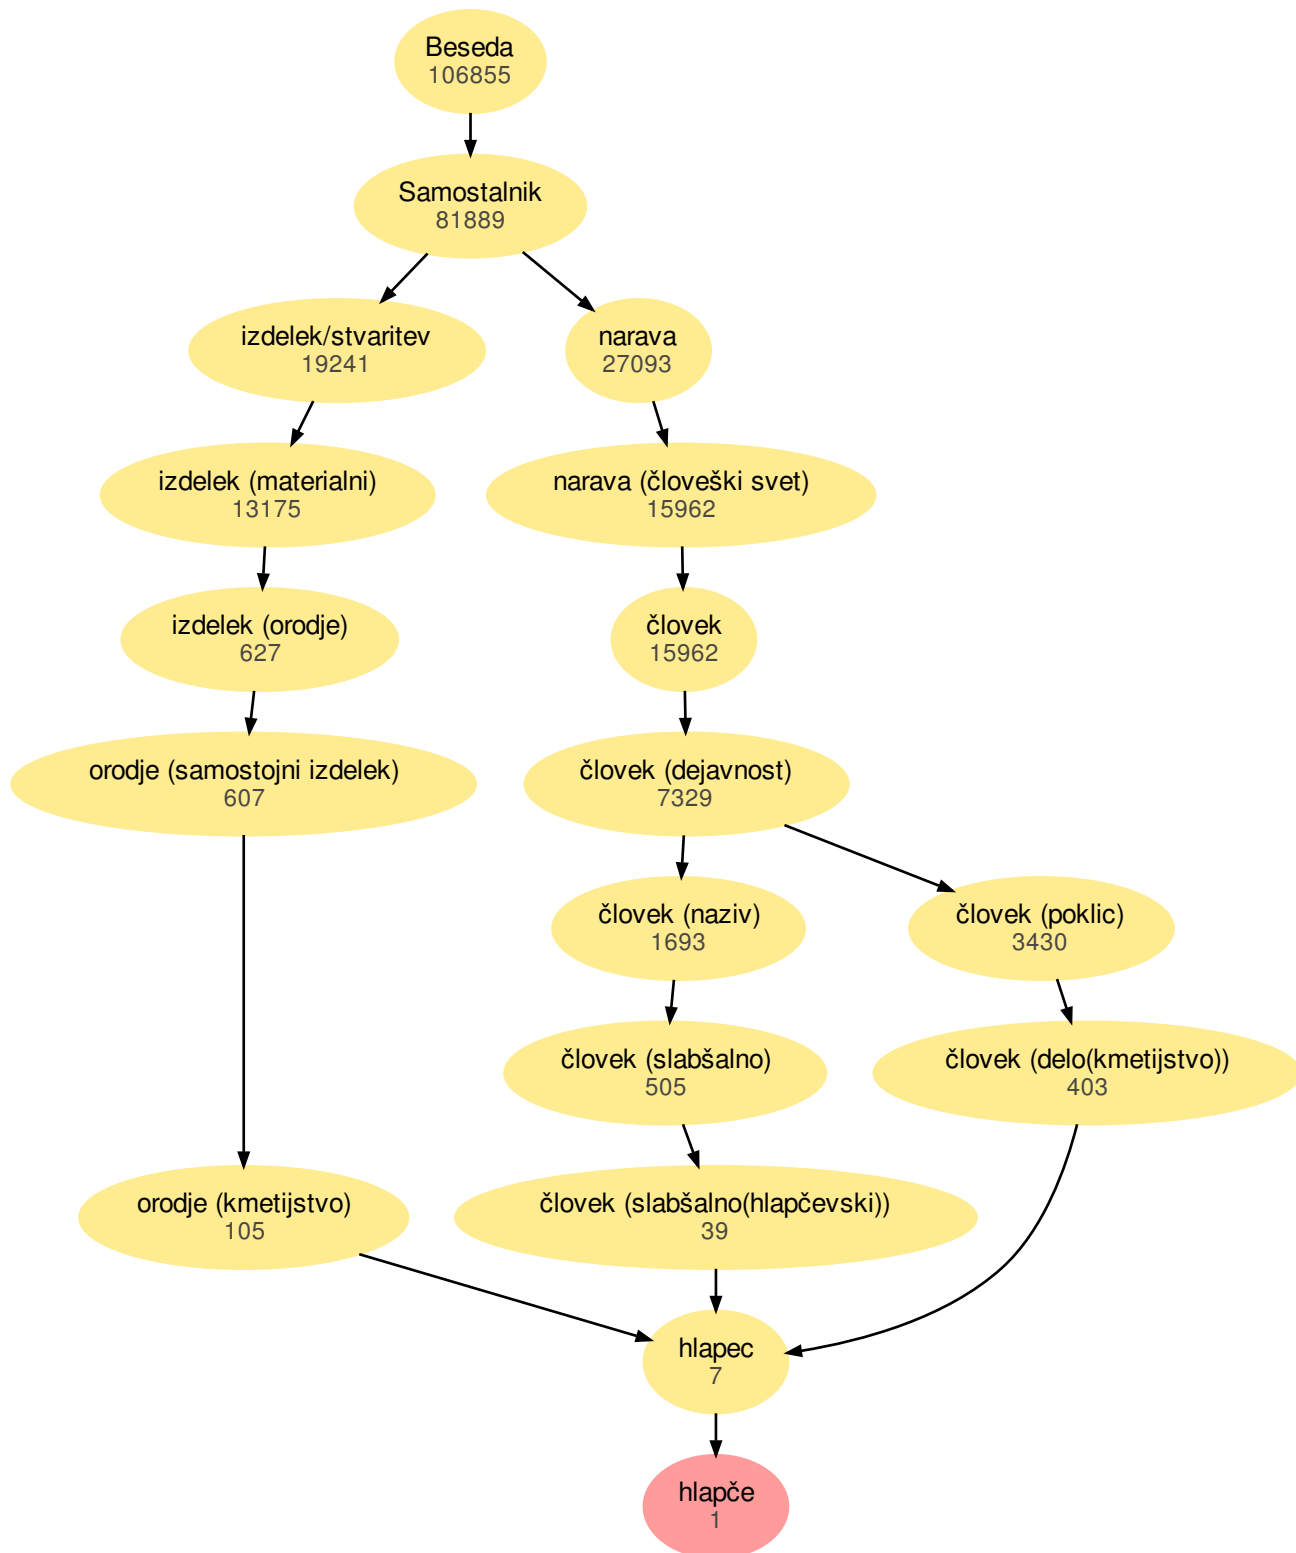 Beseda
106855
Samostalnik
81889
izdelek/stvaritev
19241
narava
27093
izdelek (materialni)
13175
narava (človeški svet)
15962
izdelek (orodje)
627
človek
15962
orodje (samostojni izdelek)
607
človek (dejavnost)
7329
človek (naziv)
1693
človek (poklic)
3430
človek (slabšalno)
505
človek (delo(kmetijstvo))
403
orodje (kmetijstvo)
105
človek (slabšalno(hlapčevski))
39
hlapec
7
hlapče
1